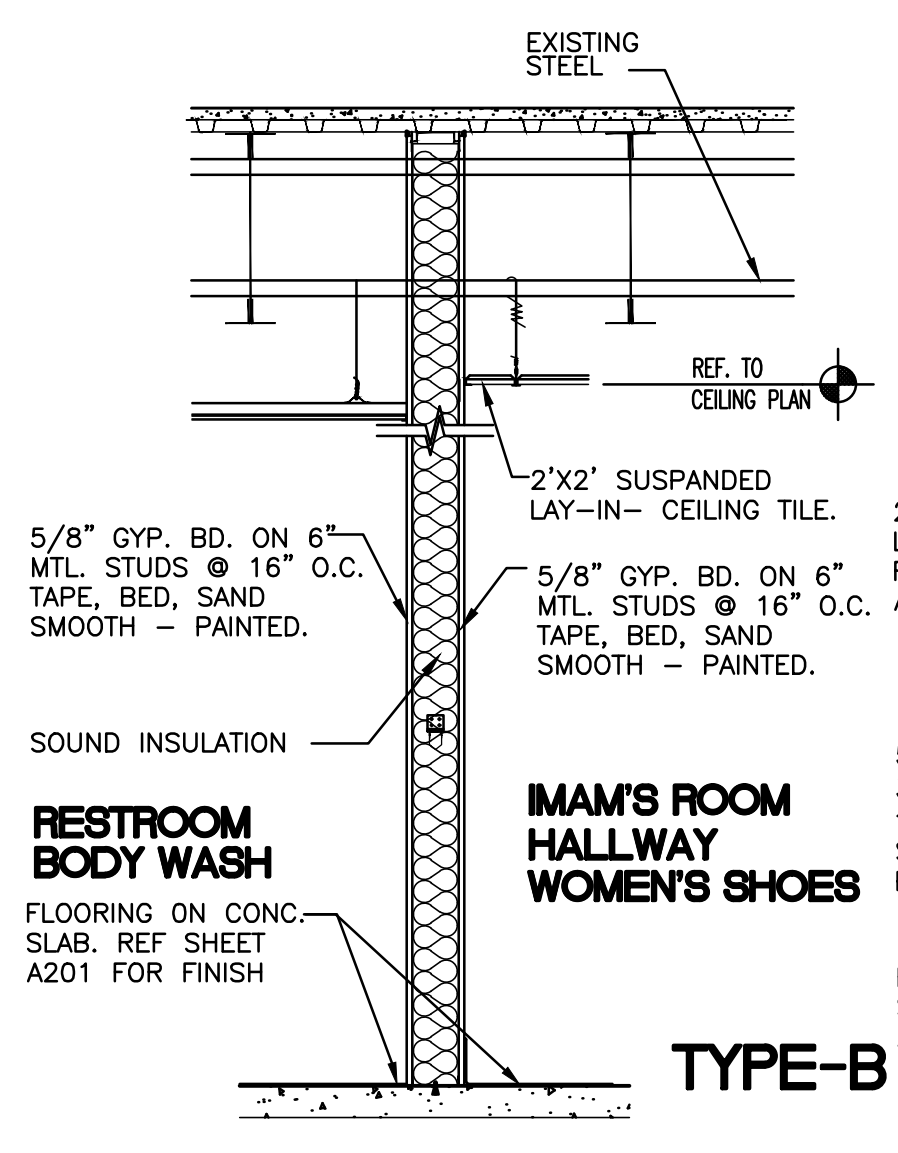 EXISTING
STEEL
REF. TO
CEILING PLAN
2'X2' SUSPANDED
LAY-IN- CEILING TILE.
5/8" GYP. BD. ON 6"
MTL. STUDS @ 16" O.C.
TAPE, BED, SAND
SMOOTH - PAINTED.
5/8" GYP. BD. ON 6"
MTL. STUDS @ 16" O.C.
TAPE, BED, SAND
SMOOTH - PAINTED.
SOUND INSULATION
RESTROOM
BODY WASH
IMAM'S ROOM
HALLWAY
WOMEN'S SHOES
FLOORING ON CONC.
SLAB. REF SHEET
A201 FOR FINISH
TYPE-B